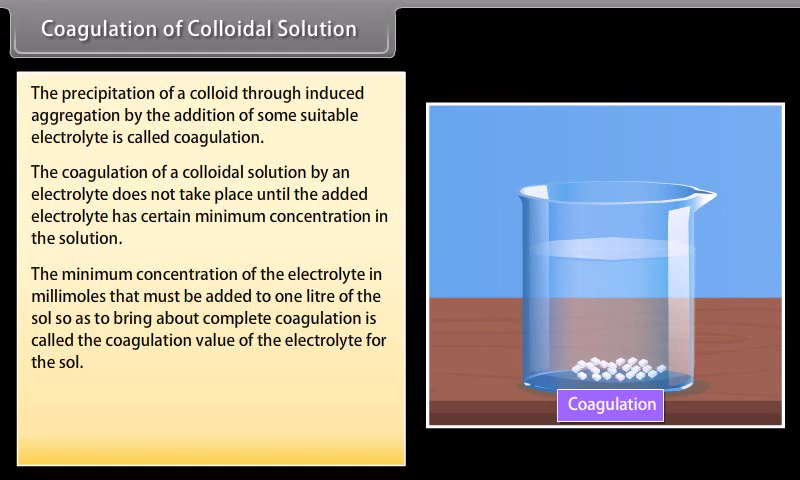 Coagulation of Colloidal Solution
The precipitation of a colloid through induced
aggregation by the addition of some suitable
electrolyte is called coagulation.
The coagulation of a colloidal solution by an
electrolyte does not take place until the added
electrolyte has certain minimum concentration in
the solution.
The minimum concentration of the electrolyte in
millimoles that must be added to one litre of the
sol so as to bring about complete coagulation is
called the coagulation value of the electrolyte for
the sol.
Coagulation